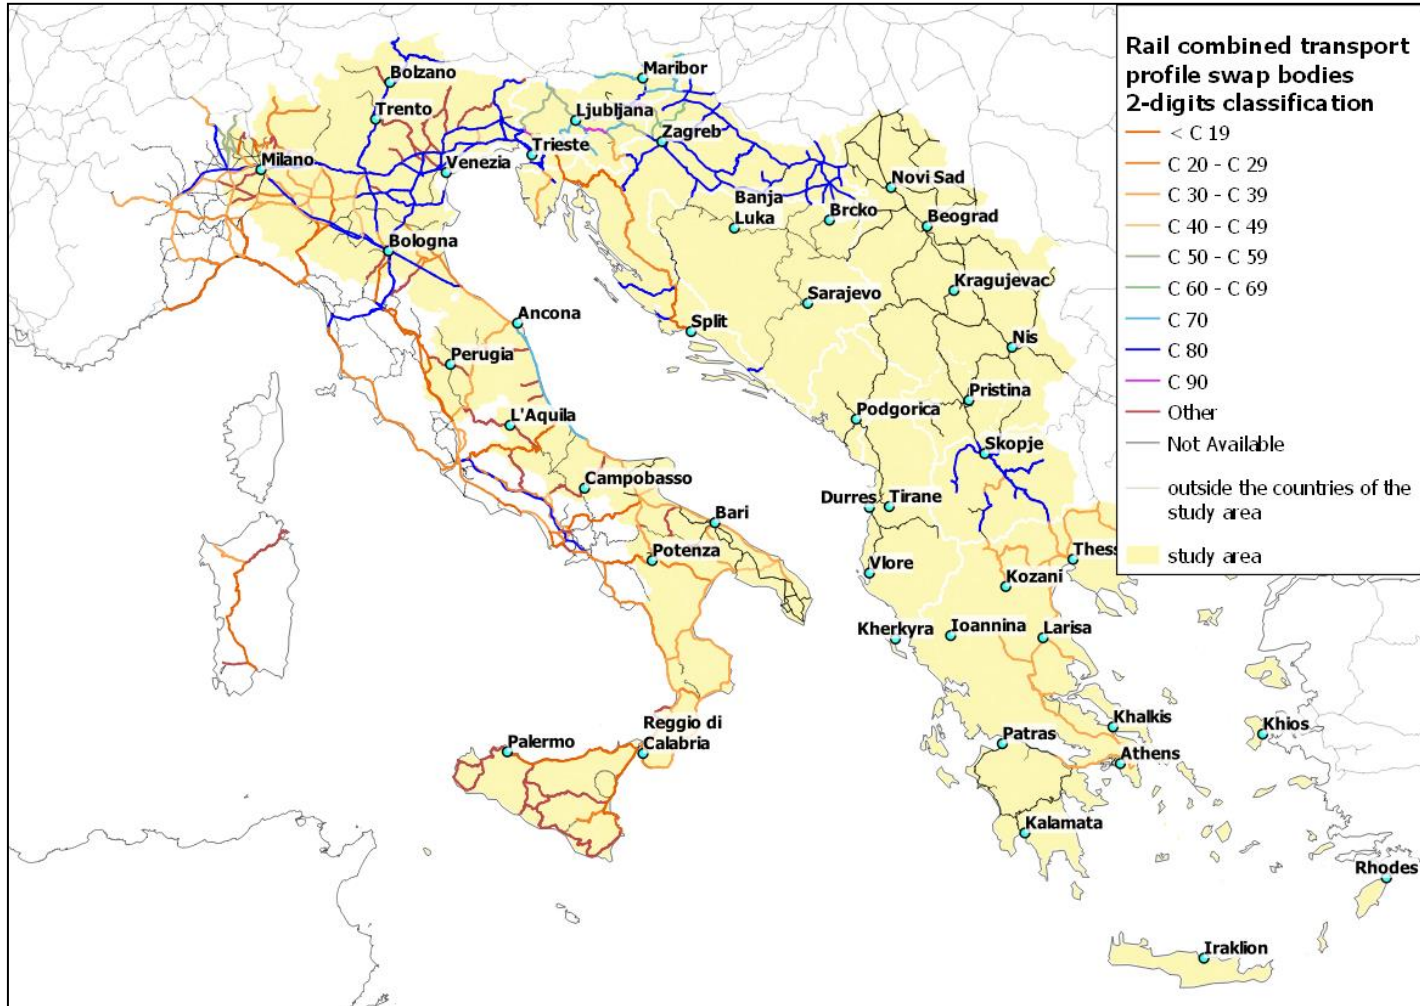 Rail combined transport
profile swap bodies
2-digits classification
< C 19
C 20 - C 29
C 30 - C 39
C 40 - C 49
C 50 - C 59
C 60 - C 69
C 70
C 80
C 90
Other
Not Available
outside the countries of the
study area
study area
Bolzano
Maribor
Trento
Ljubljana
Zagreb
Trieste
Milano
Venezia
Novi Sad
Banja
Luka
Brcko
Beograd
Bologna
Kragujevac
Sarajevo
Ancona
Split
Nis
Perugia
Pristina
L'Aquila
Podgorica
Skopje
Campobasso
Durres
Tirane
Bari
Potenza
Vlore
Thess
Kozani
Kherkyra
Ioannina
Larisa
Reggio di
Calabria
Khalkis
Khios
Palermo
Patras
Athens
Kalamata
Rhodes
Iraklion